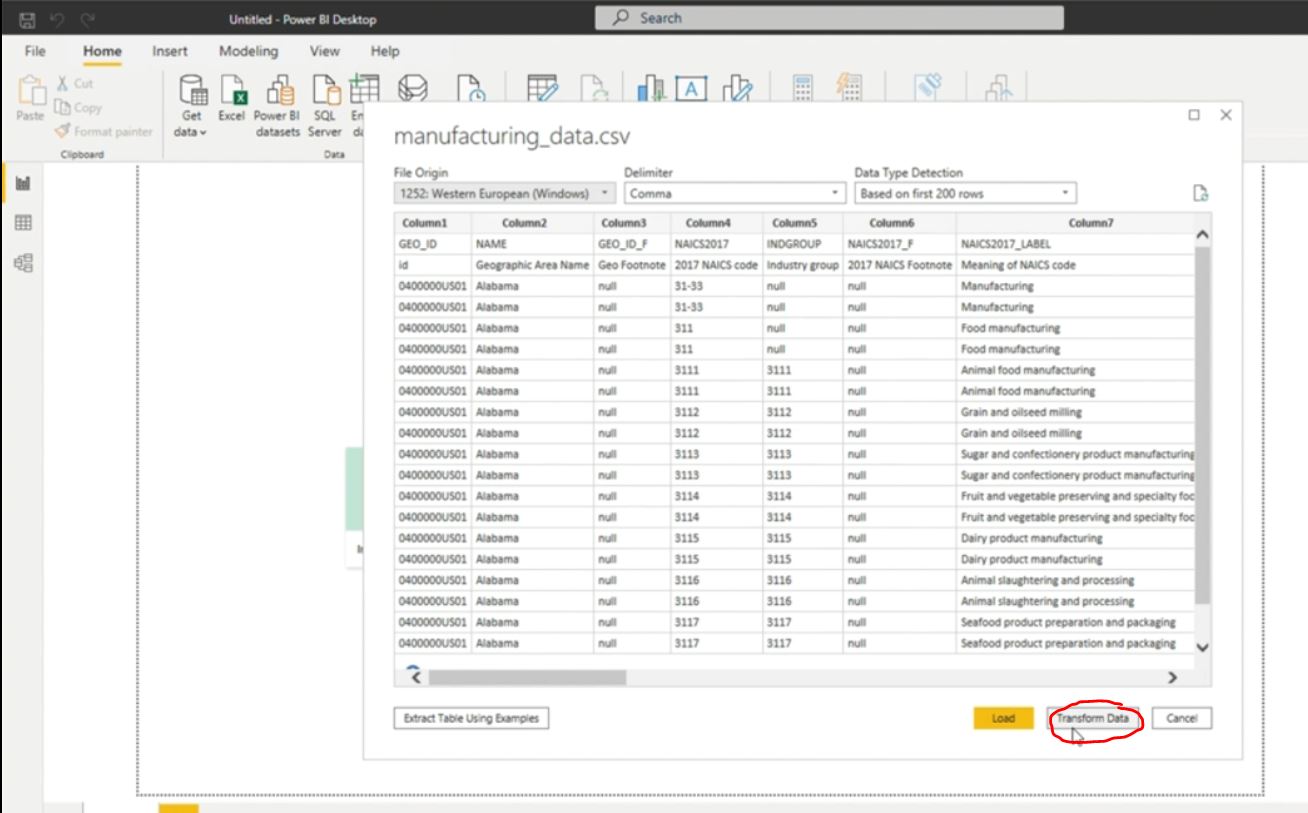 Untitled - Power BI Desktop
Search
File Home Insert Modeling View Help
Paste
Cut
Copy
Format painter
Clipboard
Get data
Excel
Power BI datasets
SQL Server
Data
manufacturing_data.csv
File Origin Delimiter Data Type Detection
1252: Western European (Windows) Comma Based on first 200 rows
Column1 Column2 Column3 Column4 Column5 Column6 Column7
GEO_ID NAME GEO_ID_F NAICS2017 INDGROUP NAICS2017_F NAICS2017_LABEL
id Geographic Area Name Geo Footnote 2017 NAICS code Industry group 2017 NAICS Footnote Meaning of NAICS code
0400000US01 Alabama null 31-33 null null Manufacturing
0400000US01 Alabama null 31-33 null null Manufacturing
0400000US01 Alabama null 311 null null Food manufacturing
0400000US01 Alabama null 311 null null Food manufacturing
0400000US01 Alabama null 3111 3111 null Animal food manufacturing
0400000US01 Alabama null 3111 3111 null Animal food manufacturing
0400000US01 Alabama null 3112 3112 null Grain and oilseed milling
0400000US01 Alabama null 3112 3112 null Grain and oilseed milling
0400000US01 Alabama null 3113 3113 null Sugar and confectionery product manufacturing
0400000US01 Alabama null 3113 3113 null Sugar and confectionery product manufacturing
0400000US01 Alabama null 3114 3114 null Fruit and vegetable preserving and specialty foo
0400000US01 Alabama null 3114 3114 null Fruit and vegetable preserving and specialty foo
0400000US01 Alabama null 3115 3115 null Dairy product manufacturing
0400000US01 Alabama null 3115 3115 null Dairy product manufacturing
0400000US01 Alabama null 3116 3116 null Animal slaughtering and processing
0400000US01 Alabama null 3116 3116 null Animal slaughtering and processing
0400000US01 Alabama null 3117 3117 null Seafood product preparation and packaging
0400000US01 Alabama null 3117 3117 null Seafood product preparation and packaging
Extract Table Using Examples Load Transform Data Cancel